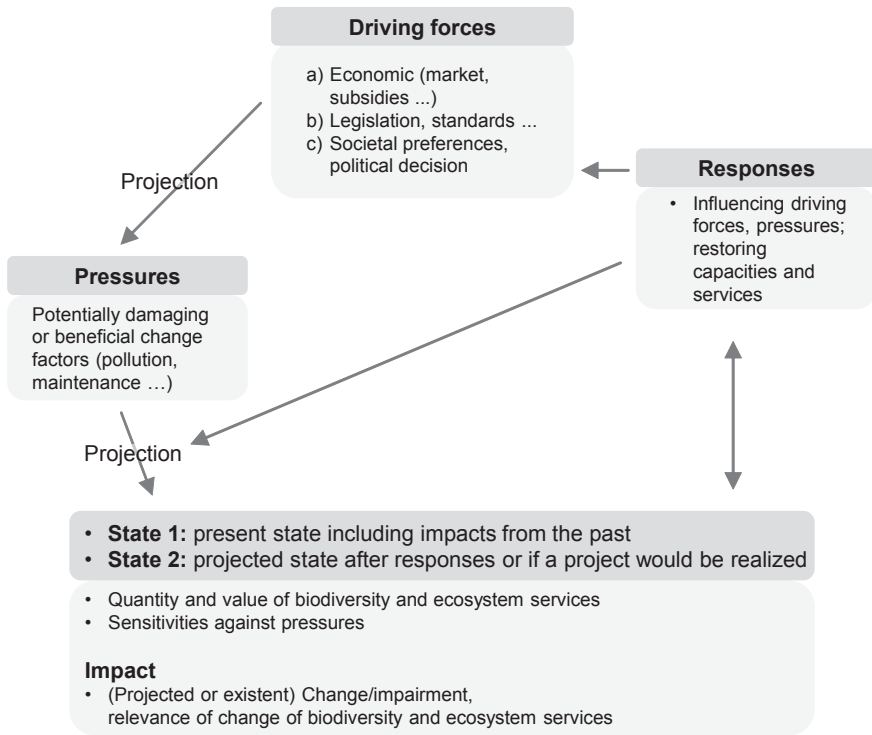 Driving forces
a) Economic (market,
subsidies ...)
b) Legislation, standards ...
c) Societal preferences,
political decision
Projection
Responses
• Influencing driving
forces, pressures;
restoring
capacities and
services
Pressures
Potentially damaging
or beneficial change
factors (pollution,
maintenance …)
Projection
• State 1: present state including impacts from the past
• State 2: projected state after responses or if a project would be realized
• Quantity and value of biodiversity and ecosystem services
• Sensitivities against pressures
Impact
• (Projected or existent) Change/impairment,
relevance of change of biodiversity and ecosystem services